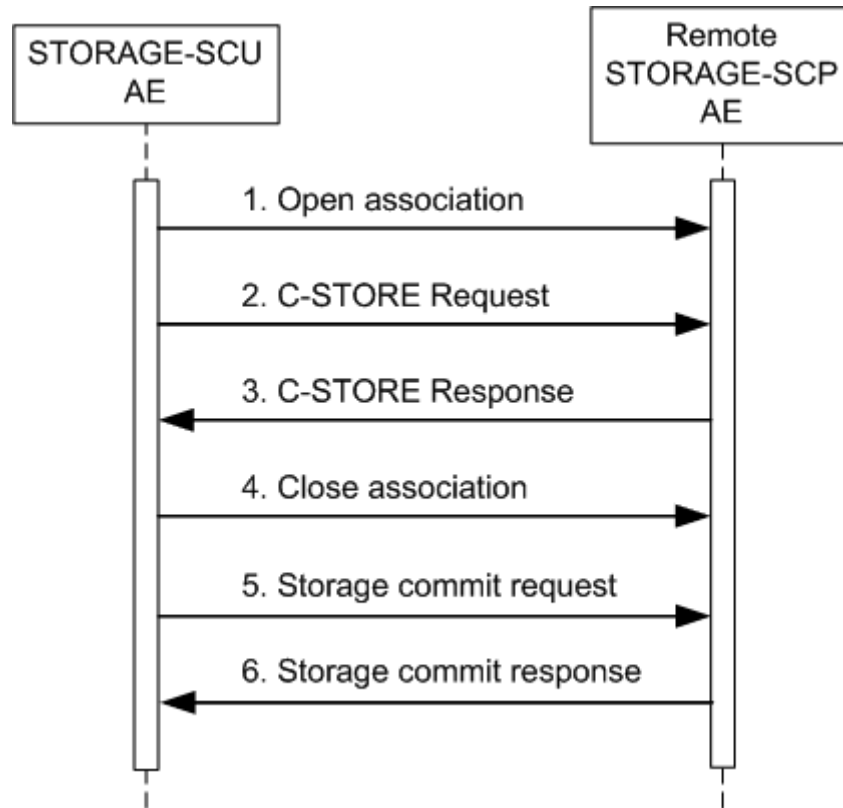 STORAGE-SCU
AE
Remote
STORAGE-SCP
AE
1. Open association
2. C-STORE Request
3. C-STORE Response
4. Close association
5. Storage commit request
6. Storage commit response